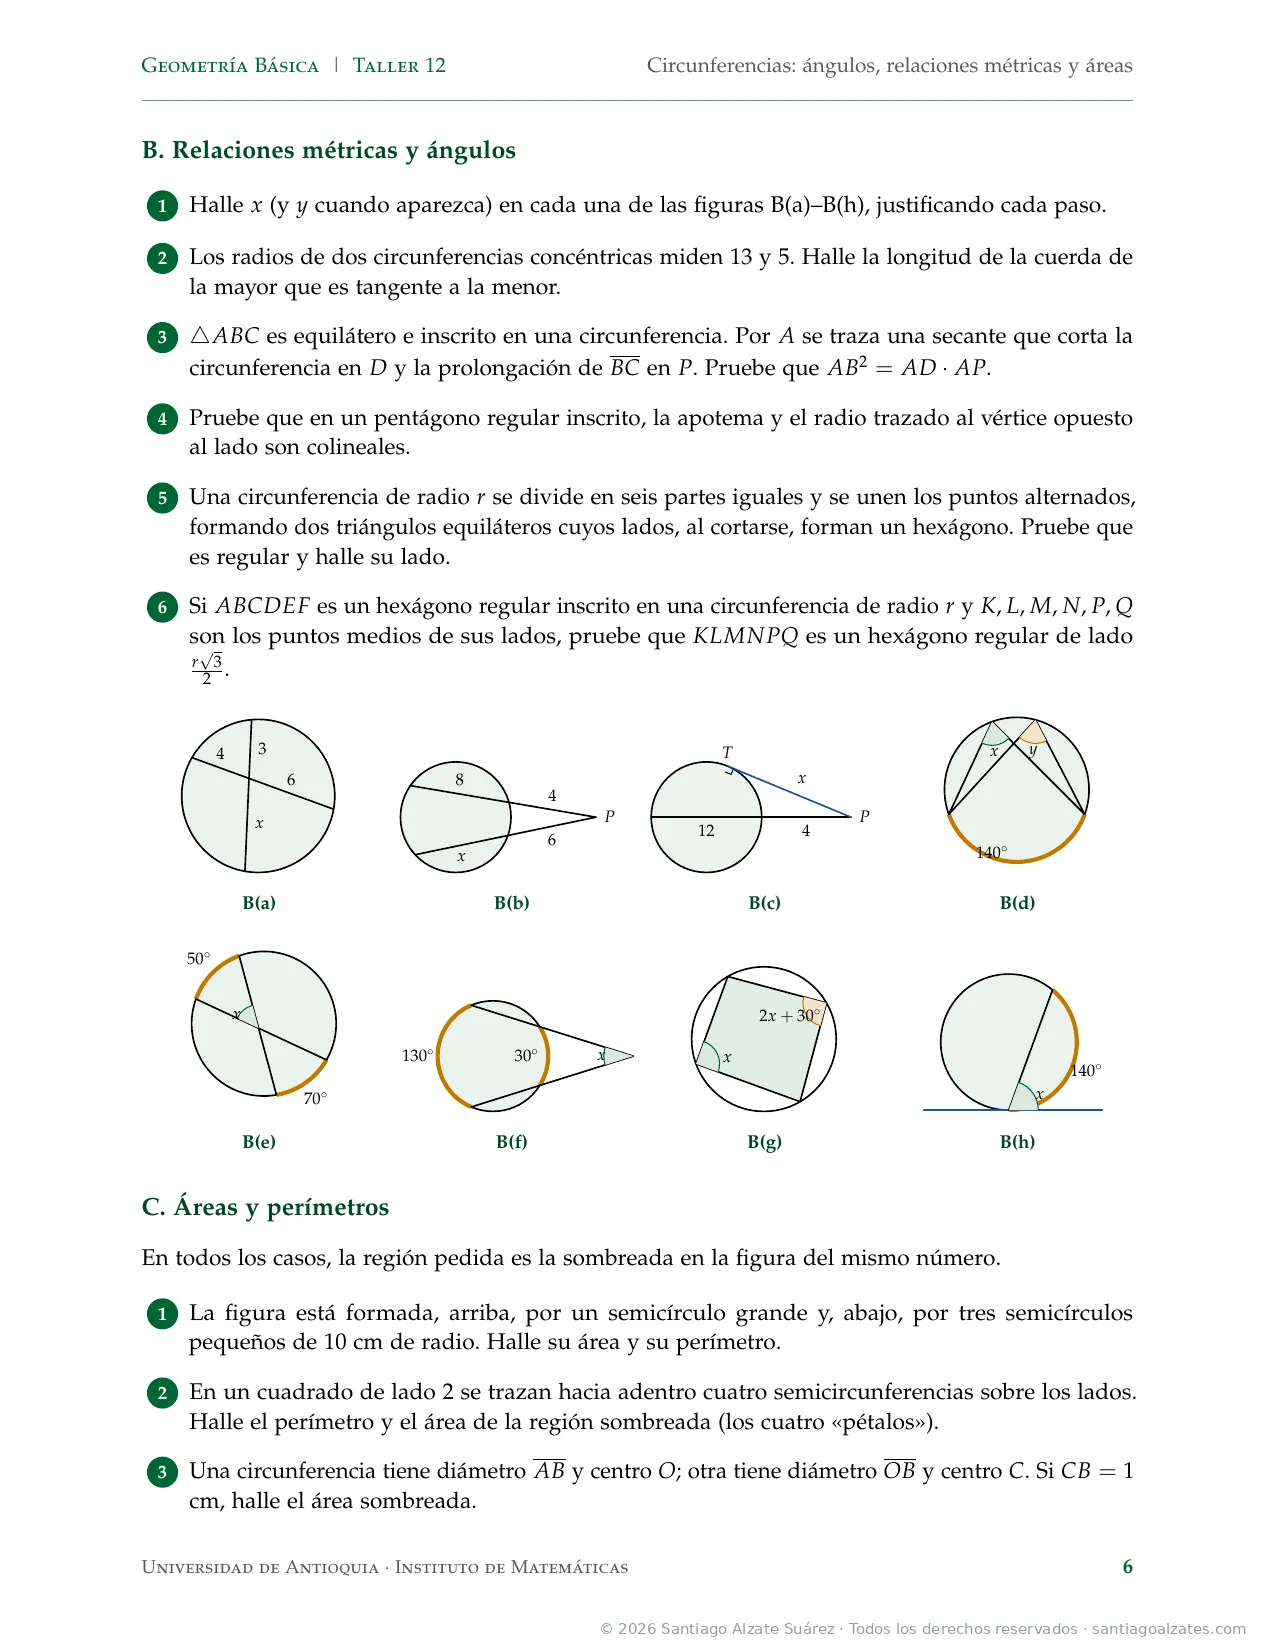 Geometría Básica | Taller 12
Circunferencias: ángulos, relaciones métricas y áreas
B. Relaciones métricas y ángulos
1 Halle x (y y cuando aparezca) en cada una de las figuras B(a)–B(h), justificando cada paso.
2 Los radios de dos circunferencias concéntricas miden 13 y 5. Halle la longitud de la cuerda de
la mayor que es tangente a la menor.
3 △ABC es equilátero e inscrito en una circunferencia. Por A se traza una secante que corta la
circunferencia en D y la prolongación de B̅C̅ en P. Pruebe que AB² = AD · AP.
4 Pruebe que en un pentágono regular inscrito, la apotema y el radio trazado al vértice opuesto
al lado son colineales.
5 Una circunferencia de radio r se divide en seis partes iguales y se unen los puntos alternados,
formando dos triángulos equiláteros cuyos lados, al cortarse, forman un hexágono. Pruebe que
es regular y halle su lado.
6 Si ABCDEF es un hexágono regular inscrito en una circunferencia de radio r y K, L, M, N, P, Q
son los puntos medios de sus lados, pruebe que KLMNPQ es un hexágono regular de lado
r√3/2.
4 3 6 x
8 4 P 6 x
T x P 12 4
x y 140°
B(a) B(b) B(c) B(d)
50° x 70°
130° 30° x
2x + 30° x
140° x
B(e) B(f) B(g) B(h)
C. Áreas y perímetros
En todos los casos, la región pedida es la sombreada en la figura del mismo número.
1 La figura está formada, arriba, por un semicírculo grande y, abajo, por tres semicírculos
pequeños de 10 cm de radio. Halle su área y su perímetro.
2 En un cuadrado de lado 2 se trazan hacia adentro cuatro semicircunferencias sobre los lados.
Halle el perímetro y el área de la región sombreada (los cuatro «pétalos»).
3 Una circunferencia tiene diámetro A̅B̅ y centro O; otra tiene diámetro O̅B̅ y centro C. Si CB = 1
cm, halle el área sombreada.
Universidad de Antioquia · Instituto de Matemáticas
6
© 2026 Santiago Alzate Suárez · Todos los derechos reservados · santiagoalzates.com